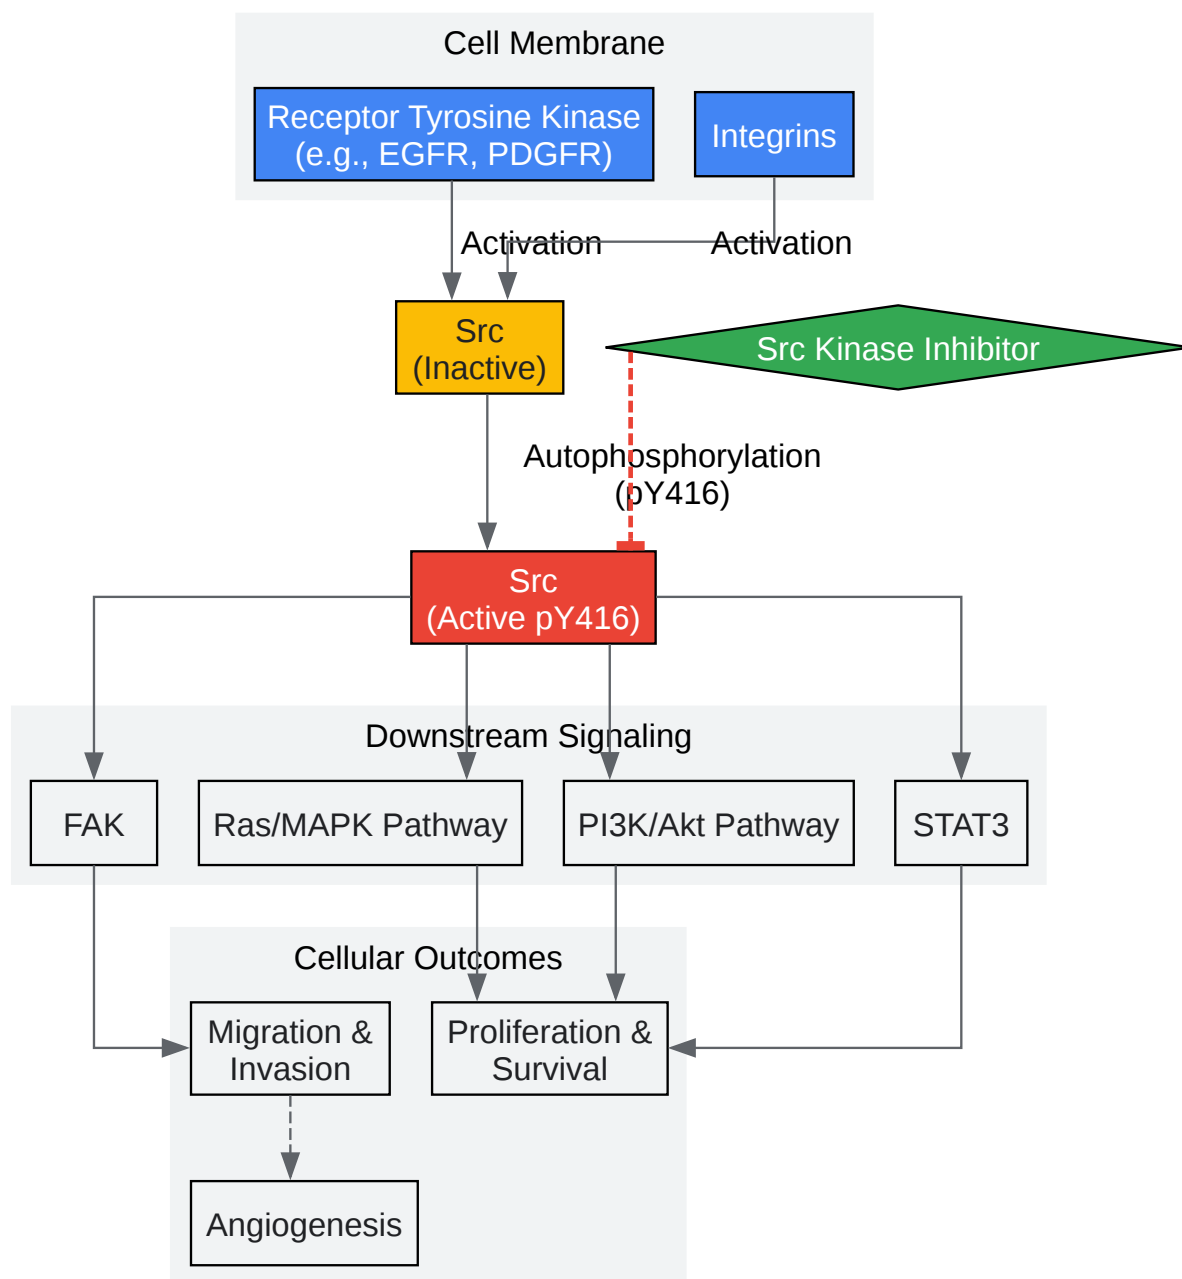 Cell Membrane
Receptor Tyrosine Kinase
(e.g., EGFR, PDGFR)
Integrins
Activation
Activation
Src
(Inactive)
Src Kinase Inhibitor
Autophosphorylation
(pY416)
Src
(Active pY416)
Downstream Signaling
FAK
Ras/MAPK Pathway
PI3K/Akt Pathway
STAT3
Cellular Outcomes
Migration &
Invasion
Proliferation &
Survival
Angiogenesis